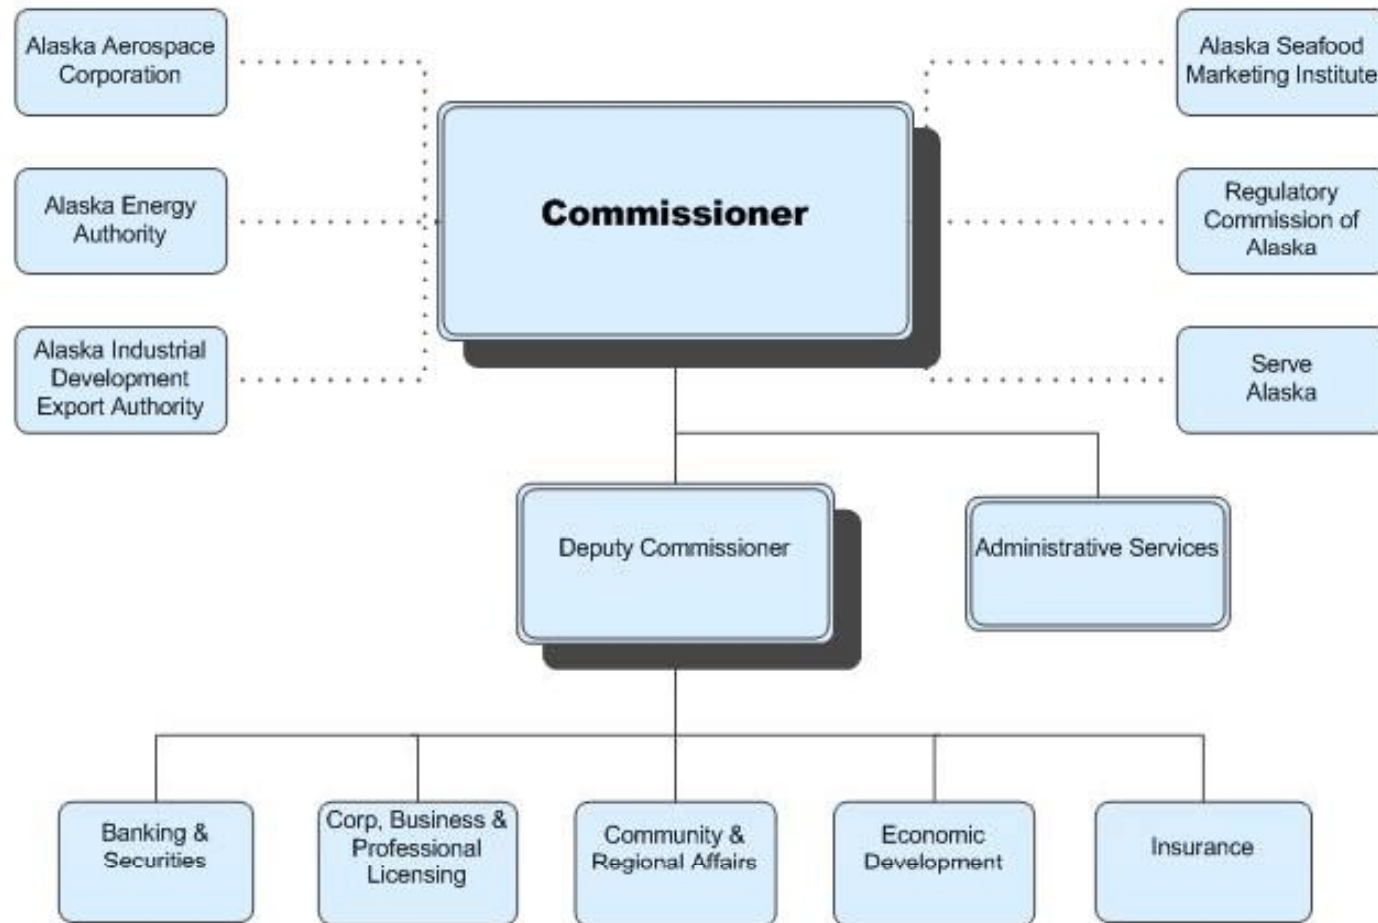 Alaska Aerospace
Corporation
Alaska Seafood
Marketing Institute
Commissioner
Alaska Energy
Authority
Regulatory
Commission of
Alaska
Alaska Industrial
Development
Export Authority
Serve
Alaska
Deputy Commissioner
Administrative Services
Banking &
Securities
Corp, Business &
Professional
Licensing
Community &
Regional Affairs
Economic
Development
Insurance